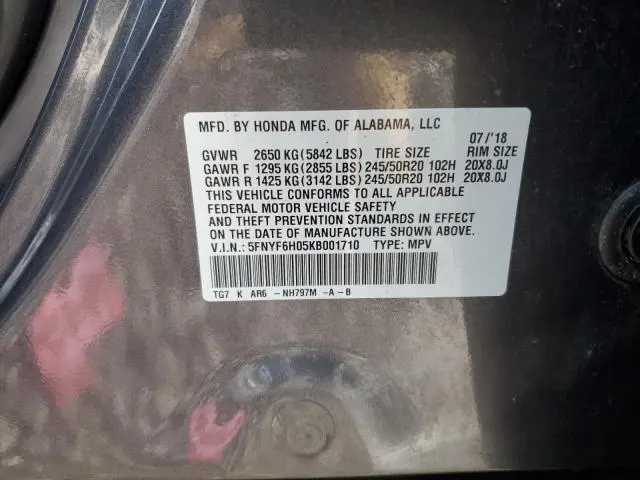 MFD. BY HONDA MFG. OF ALABAMA, LLC
07/'18
GVWR 2650 KG (5842 LBS) TIRE SIZE RIM SIZE
GAWR F 1295 KG (2855 LBS) 245/50R20 102H 20X8.0J
GAWR R 1425 KG (3142 LBS) 245/50R20 102H 20X8.0J
THIS VEHICLE CONFORMS TO ALL APPLICABLE
FEDERAL MOTOR VEHICLE SAFETY
AND THEFT PREVENTION STANDARDS IN EFFECT
ON THE DATE OF MANUFACTURE SHOWN ABOVE.
V.I.N.: 5FNYF6H05KB001710 TYPE: MPV
TG7 K AR6 -NH797M -A-B